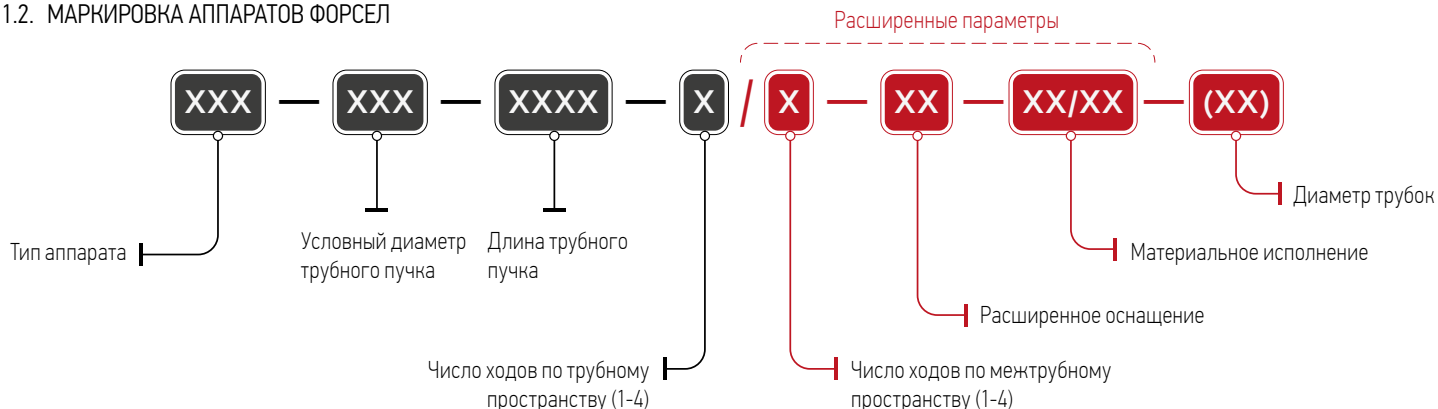 1.2. МАРКИРОВКА АППАРАТОВ ФОРСЕЛ
Расширенные параметры
XXX — XXX — XXXX — X / X — XX — XX/XX — (XX)
Диаметр трубок
Тип аппарата
Условный диаметр
трубного пучка
Длина трубного
пучка
Материальное исполнение
Расширенное оснащение
Число ходов по трубному
пространству (1-4)
Число ходов по межтрубному
пространству (1-4)